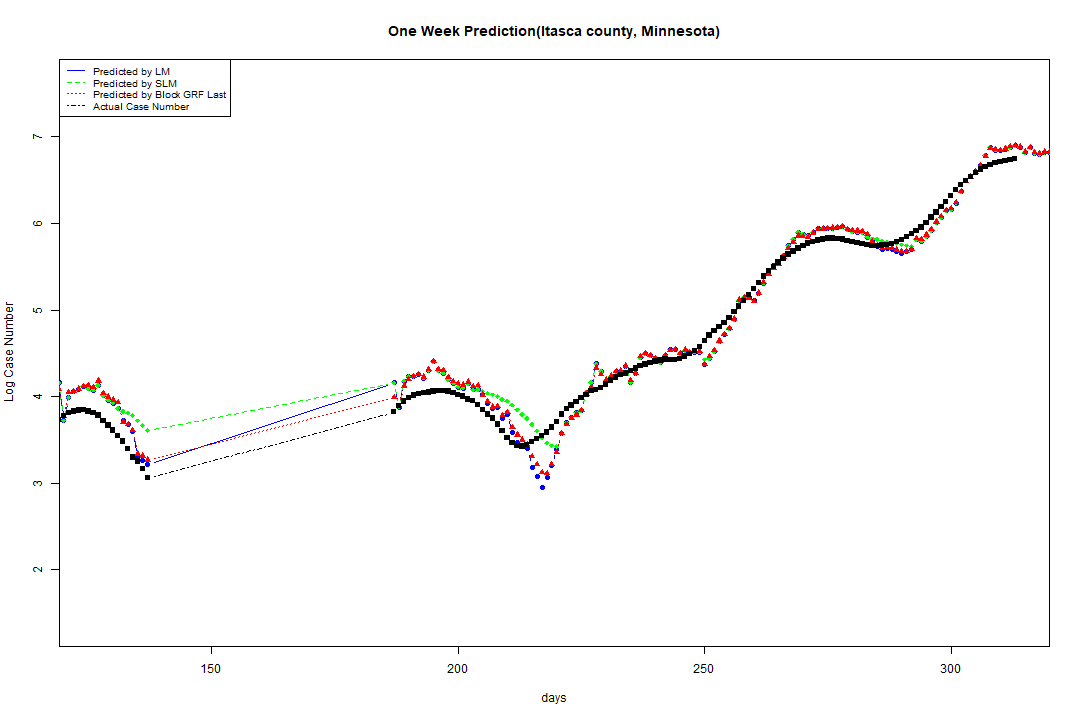 One Week Prediction(Itasca county, Minnesota)
Predicted by LM
Predicted by SLM
Predicted by Block GRF Last
Actual Case Number
Log Case Number
7
6
5
4
3
2
150 200 250 300
days